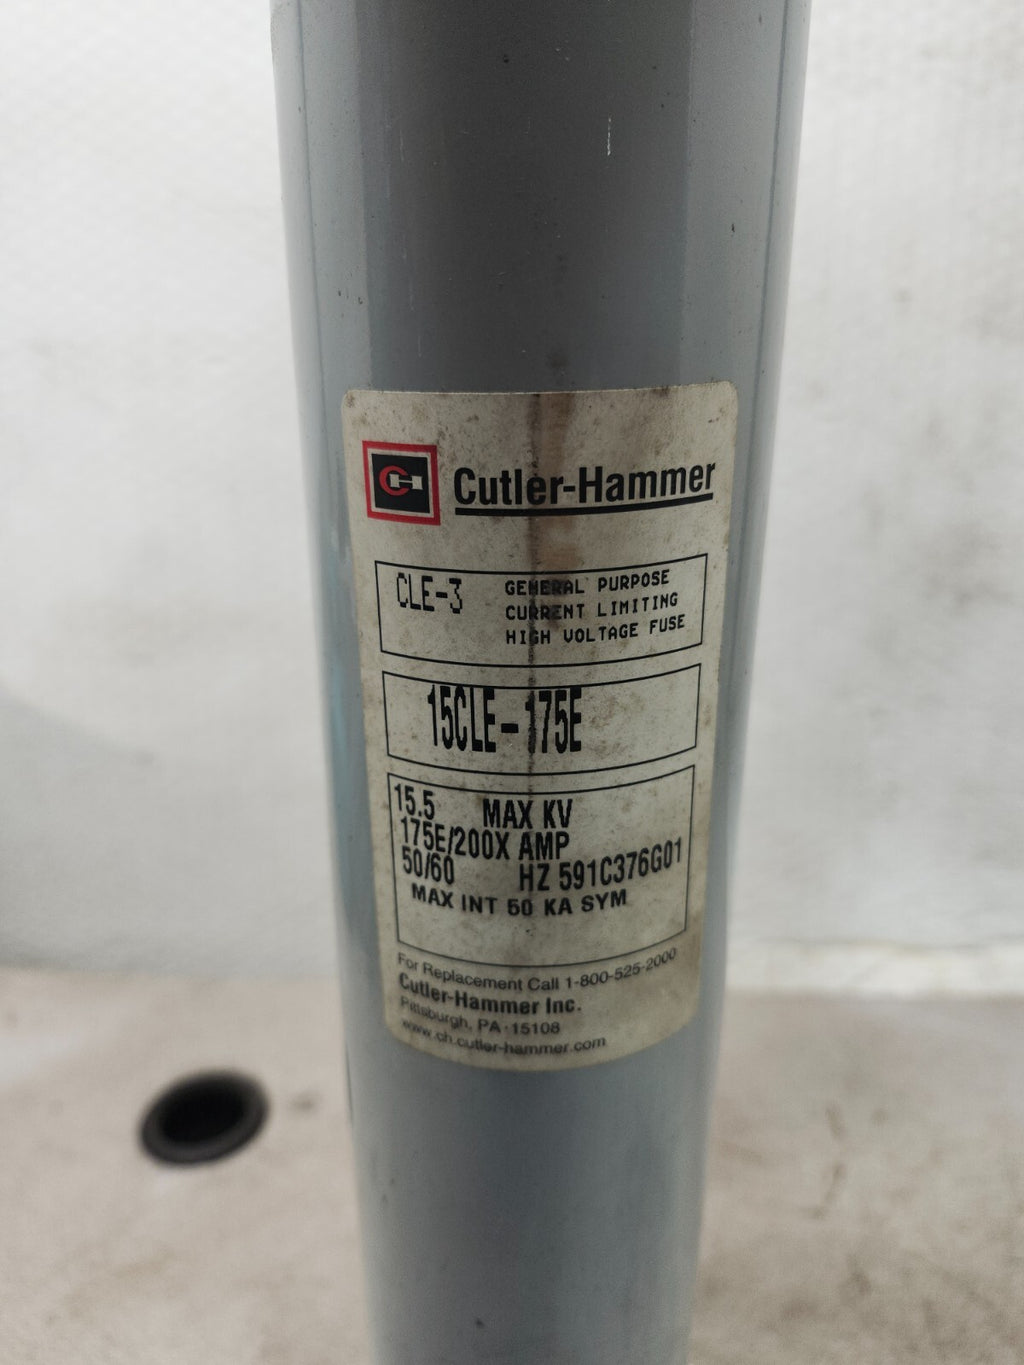 CH Cutler-Hammer
CLE-3
GENERAL PURPOSE
CURRENT LIMITING
HIGH VOLTAGE FUSE
15CLE-175E
15.5 MAX KV
175E/200X AMP
50/60 HZ 591C376G01
MAX INT 50 KA SYM
For Replacement Call 1-800-525-2000
Cutler-Hammer Inc.
Pittsburgh, PA · 15108
www.ch.cutler-hammer.com